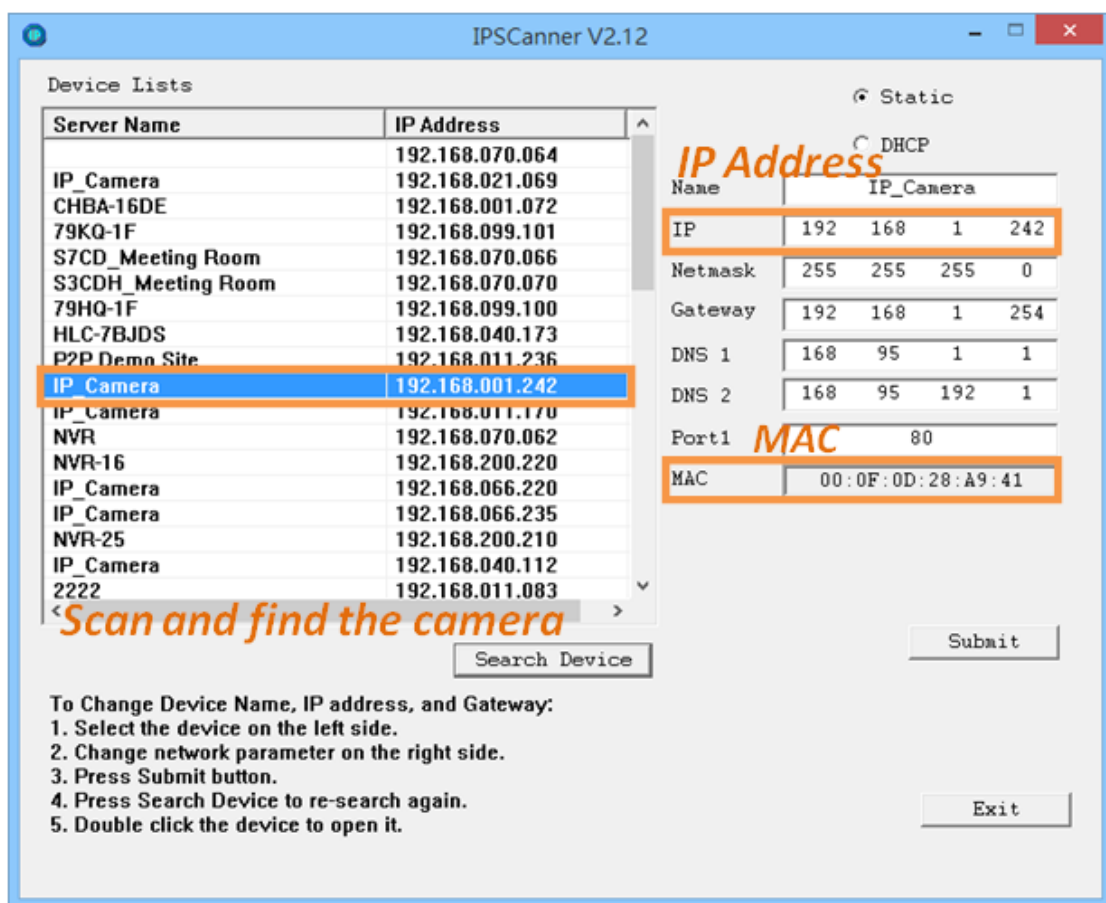 IPSCanner V2.12
Device Lists
Server Name IP Address
192.168.070.064
IP_Camera 192.168.021.069
CHBA-16DE 192.168.001.072
79KQ-1F 192.168.099.101
S7CD_Meeting Room 192.168.070.066
S3CDH_Meeting Room 192.168.070.070
79HQ-1F 192.168.099.100
HLC-7BJDS 192.168.040.173
P2P Demo Site 192.168.011.236
IP_Camera 192.168.001.242
IP_Camera 192.168.011.170
NVR 192.168.070.062
NVR-16 192.168.200.220
IP_Camera 192.168.066.220
IP_Camera 192.168.066.235
NVR-25 192.168.200.210
IP_Camera 192.168.040.112
2222 192.168.011.083
Scan and find the camera
Search Device
Static
DHCP
IP Address
Name IP_Camera
IP 192 168 1 242
Netmask 255 255 255 0
Gateway 192 168 1 254
DNS 1 168 95 1 1
DNS 2 168 95 192 1
Port1 80
MAC
MAC 00:0F:0D:28:A9:41
Submit
To Change Device Name, IP address, and Gateway:
1. Select the device on the left side.
2. Change network parameter on the right side.
3. Press Submit button.
4. Press Search Device to re-search again.
5. Double click the device to open it.
Exit